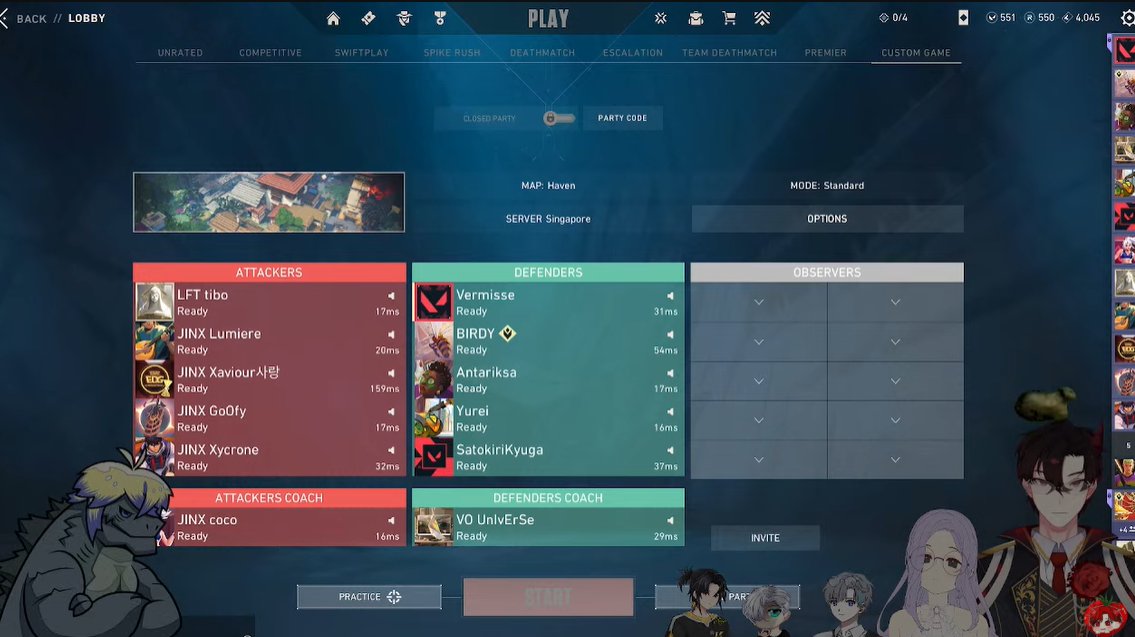 BACK // LOBBY
PLAY
0/4
551
550
4,045
UNRATED
COMPETITIVE
SWIFTPLAY
SPIKE RUSH
DEATHMATCH
ESCALATION
TEAM DEATHMATCH
PREMIER
CUSTOM GAME
CLOSED PARTY
PARTY CODE
MAP: Haven
MODE: Standard
SERVER Singapore
OPTIONS
ATTACKERS
LFT tibo
Ready 17ms
JINX Lumiere
Ready 20ms
JINX Xaviour사랑
Ready 159ms
JINX GoOfy
Ready 17ms
JINX Xycrone
Ready 32ms
DEFENDERS
Vermisse
Ready 31ms
BIRDY
Ready 54ms
Antariksa
Ready 17ms
Yurei
Ready 16ms
SatokiriKyuga
Ready 37ms
OBSERVERS
ATTACKERS COACH
JINX coco
Ready 16ms
DEFENDERS COACH
VO UnIvErSe
Ready 29ms
INVITE
PRACTICE
START
PAR
EDG
5
+4